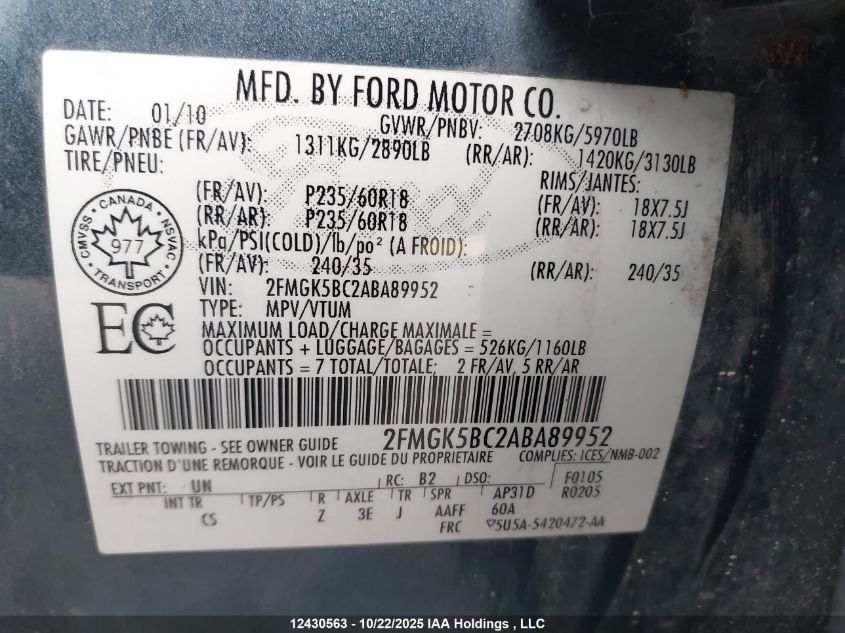 MFD. BY FORD MOTOR CO.
DATE: 01/10 GVWR/PNBV: 2708KG/5970LB
GAWR/PNBE (FR/AV): 1311KG/2890LB (RR/AR): 1420KG/3130LB
TIRE/PNEU: RIMS/JANTES:
(FR/AV): P235/60R18 (FR/AV): 18X7.5J
(RR/AR): P235/60R18 (RR/AR): 18X7.5J
kPa/PSI(COLD)/lb/po² (A FROID):
(FR/AV): 240/35 (RR/AR): 240/35
VIN: 2FMGK5BC2ABA89952
TYPE: MPV/VTUM
MAXIMUM LOAD/CHARGE MAXIMALE =
OCCUPANTS + LUGGAGE/BAGAGES = 526KG/1160LB
OCCUPANTS = 7 TOTAL/TOTALE: 2 FR/AV, 5 RR/AR
CANADA
CMVSS
977
NSVAC
TRANSPORT
EC
2FMGK5BC2ABA89952
TRAILER TOWING - SEE OWNER GUIDE
TRACTION D'UNE REMORQUE - VOIR LE GUIDE DU PROPRIETAIRE COMPLIES: ICES/NMB-002
EXT PNT: UN RC: B2 DSO: F0105
INT TR TP/PS R AXLE TR SPR AP31D R0205
CS Z 3E J AAFF 60A
FRC 5U5A-5420472-AA
12430563 - 10/22/2025 IAA Holdings , LLC